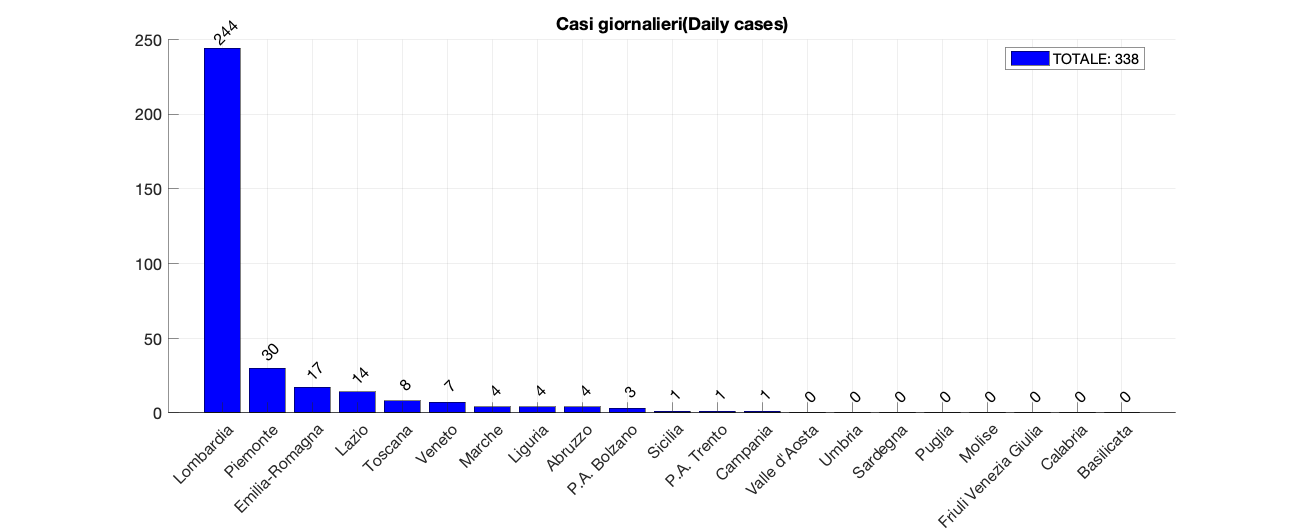 Casi giornalieri(Daily cases)
TOTALE: 338
250
200
150
100
50
0
244
30
17
14
8
7
4
4
4
3
1
1
1
0
0
0
0
0
0
0
0
Lombardia
Piemonte
Emilia-Romagna
Lazio
Toscana
Veneto
Marche
Liguria
Abruzzo
P.A. Bolzano
Sicilia
P.A. Trento
Campania
Valle d'Aosta
Umbria
Sardegna
Puglia
Molise
Friuli Venezia Giulia
Calabria
Basilicata